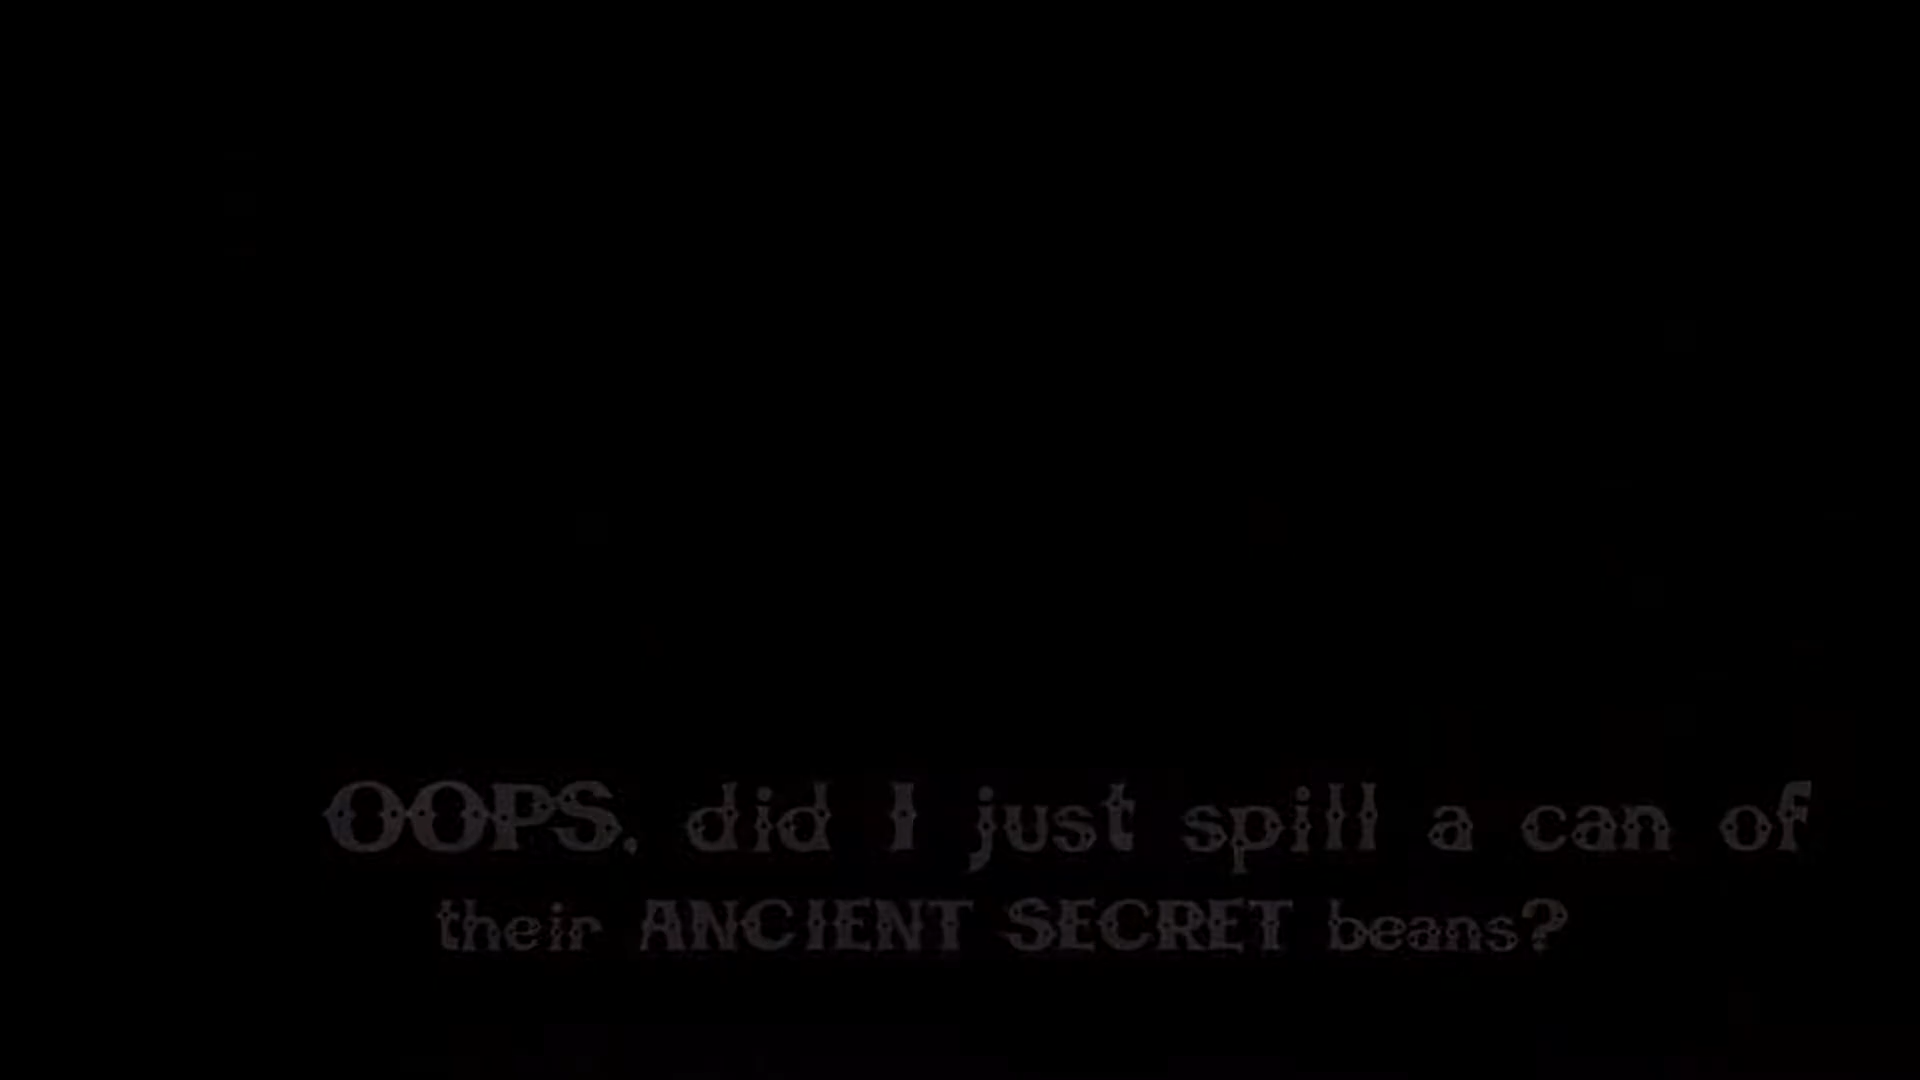 OOPS, did I just spill a can of
their ANCIENT SECRET beans?